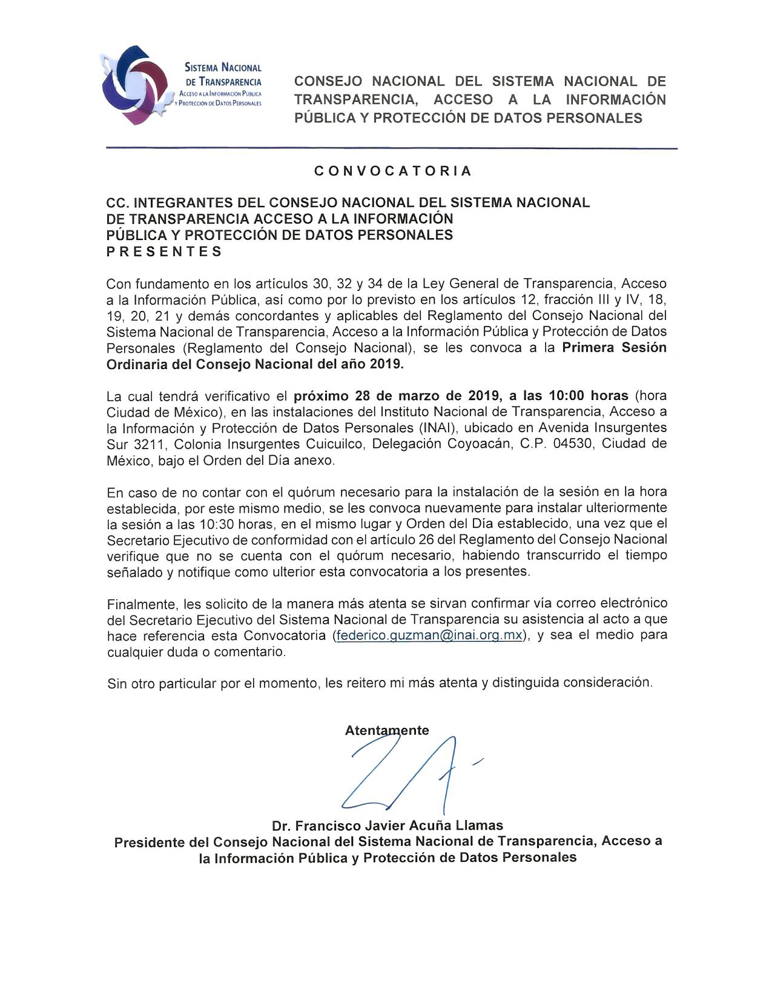 SISTEMA NACIONAL
DE TRANSPARENCIA
ACCESO A LA INFORMACIÓN PÚBLICA
Y PROTECCIÓN DE DATOS PERSONALES
CONSEJO NACIONAL DEL SISTEMA NACIONAL DE
TRANSPARENCIA, ACCESO A LA INFORMACIÓN
PÚBLICA Y PROTECCIÓN DE DATOS PERSONALES
C O N V O C A T O R I A
CC. INTEGRANTES DEL CONSEJO NACIONAL DEL SISTEMA NACIONAL
DE TRANSPARENCIA ACCESO A LA INFORMACIÓN
PÚBLICA Y PROTECCIÓN DE DATOS PERSONALES
P R E S E N T E S
Con fundamento en los artículos 30, 32 y 34 de la Ley General de Transparencia, Acceso
a la Información Pública, así como por lo previsto en los artículos 12, fracción III y IV, 18,
19, 20, 21 y demás concordantes y aplicables del Reglamento del Consejo Nacional del
Sistema Nacional de Transparencia, Acceso a la Información Pública y Protección de Datos
Personales (Reglamento del Consejo Nacional), se les convoca a la Primera Sesión
Ordinaria del Consejo Nacional del año 2019.
La cual tendrá verificativo el próximo 28 de marzo de 2019, a las 10:00 horas (hora
Ciudad de México), en las instalaciones del Instituto Nacional de Transparencia, Acceso a
la Información y Protección de Datos Personales (INAI), ubicado en Avenida Insurgentes
Sur 3211, Colonia Insurgentes Cuicuilco, Delegación Coyoacán, C.P. 04530, Ciudad de
México, bajo el Orden del Día anexo.
En caso de no contar con el quórum necesario para la instalación de la sesión en la hora
establecida, por este mismo medio, se les convoca nuevamente para instalar ulteriormente
la sesión a las 10:30 horas, en el mismo lugar y Orden del Día establecido, una vez que el
Secretario Ejecutivo de conformidad con el artículo 26 del Reglamento del Consejo Nacional
verifique que no se cuenta con el quórum necesario, habiendo transcurrido el tiempo
señalado y notifique como ulterior esta convocatoria a los presentes.
Finalmente, les solicito de la manera más atenta se sirvan confirmar vía correo electrónico
del Secretario Ejecutivo del Sistema Nacional de Transparencia su asistencia al acto a que
hace referencia esta Convocatoria (federico.guzman@inai.org.mx), y sea el medio para
cualquier duda o comentario.
Sin otro particular por el momento, les reitero mi más atenta y distinguida consideración.
Atentamente
Dr. Francisco Javier Acuña Llamas
Presidente del Consejo Nacional del Sistema Nacional de Transparencia, Acceso a
la Información Pública y Protección de Datos Personales